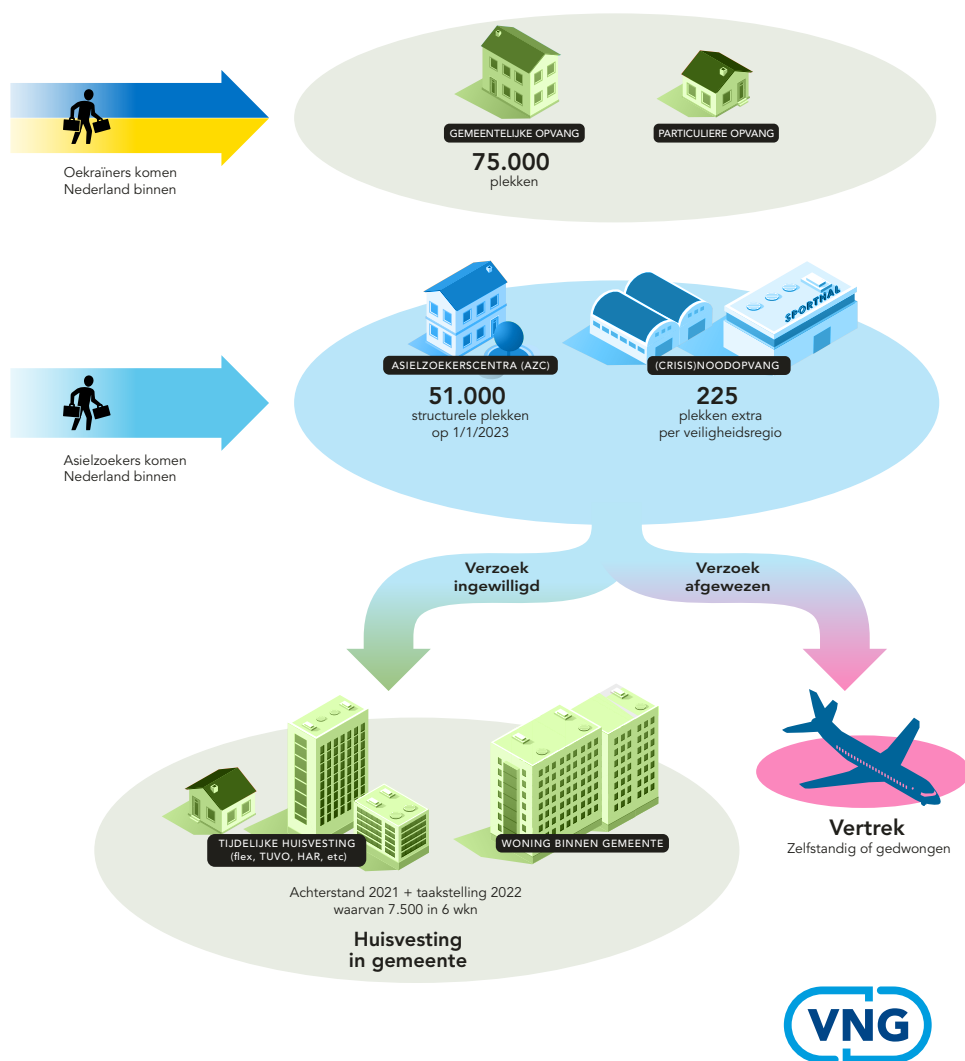 GEMEENTELIJKE OPVANG
75.000
plekken
PARTICULIERE OPVANG
Oekraïners komen
Nederland binnen
SPORTHAL
ASIELZOEKERSCENTRA (AZC)
51.000
structurele plekken
op 1/1/2023
(CRISIS)NOODOPVANG
225
plekken extra
per veiligheidsregio
Asielzoekers komen
Nederland binnen
Verzoek
ingewilligd
Verzoek
afgewezen
TIJDELIJKE HUISVESTING
(flex, TUVO, HAR, etc)
WONING BINNEN GEMEENTE
Achterstand 2021 + taakstelling 2022
waarvan 7.500 in 6 wkn
Huisvesting
in gemeente
Vertrek
Zelfstandig of gedwongen
VNG